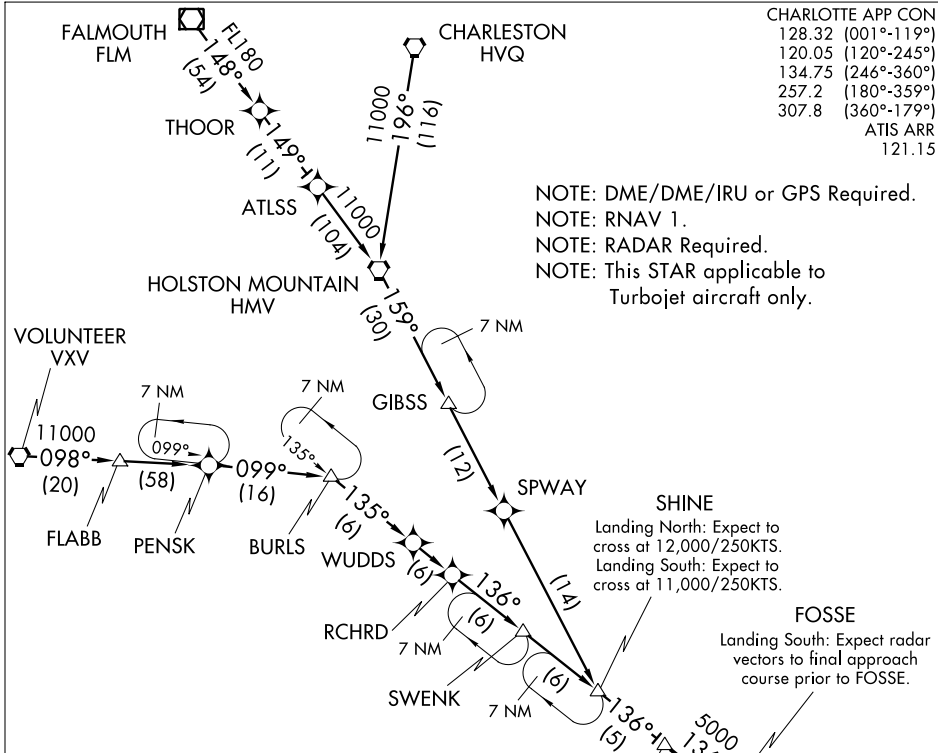 FALMOUTH
FLM
FL180
148°
(54)
THOOR
149°
(11)
ATLSS
11000
(104)
CHARLESTON
HVQ
11000
196°
(116)
CHARLOTTE APP CON
128.32 (001°-119°)
120.05 (120°-245°)
134.75 (246°-360°)
257.2 (180°-359°)
307.8 (360°-179°)
ATIS ARR
121.15
NOTE: DME/DME/IRU or GPS Required.
NOTE: RNAV 1.
NOTE: RADAR Required.
NOTE: This STAR applicable to
Turbojet aircraft only.
HOLSTON MOUNTAIN
HMV
159°
(30)
7 NM
GIBSS
(12)
SPWAY
(14)
VOLUNTEER
VXV
11000
098°
(20)
FLABB
(58)
7 NM
099°
PENSK
099°
(16)
7 NM
135°
BURLS
135°
(6)
WUDDS
(6)
RCHRD
136°
(6)
7 NM
SWENK
(6)
7 NM
SHINE
Landing North: Expect to
cross at 12,000/250KTS.
Landing South: Expect to
cross at 11,000/250KTS.
136°
(5)
FOSSE
Landing South: Expect radar
vectors to final approach
course prior to FOSSE.
5000